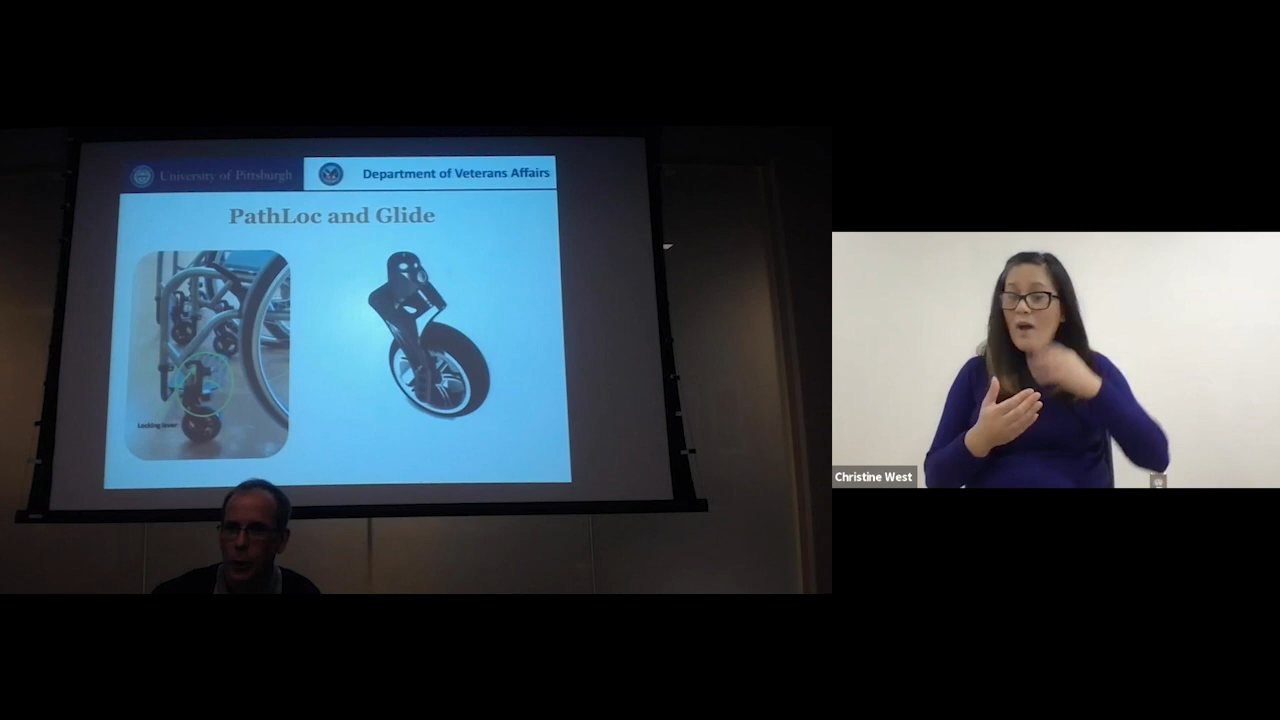 University of Pittsburgh
Department of Veterans Affairs
PathLoc and Glide
Locking lever
Christine West